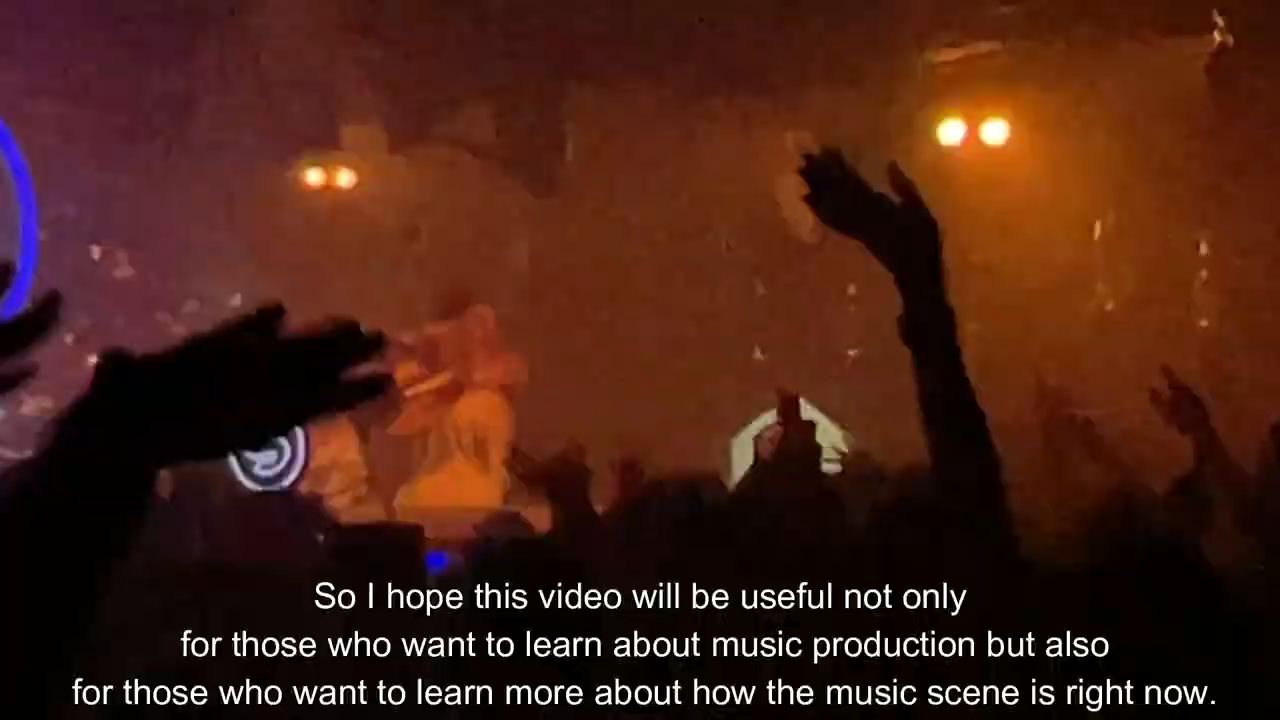 So I hope this video will be useful not only
for those who want to learn about music production but also
for those who want to learn more about how the music scene is right now.